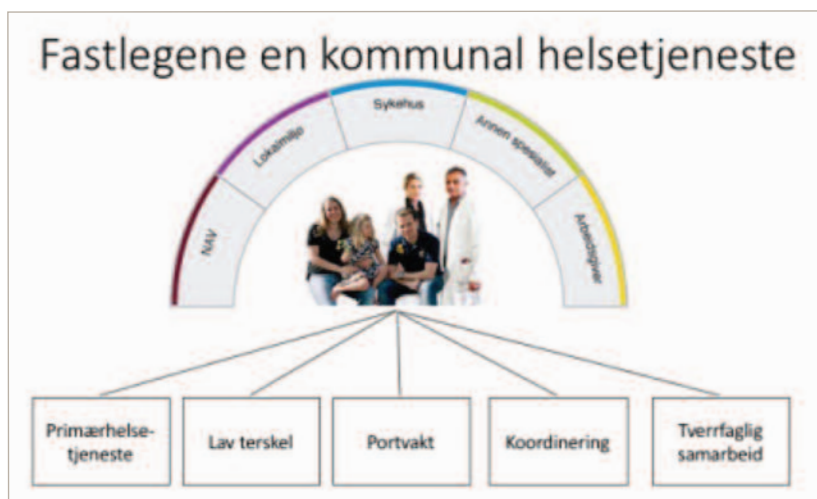 Fastlegene en kommunal helsetjeneste
NAV
Lokalmiljø
Sykehus
Annen spesialist
Arbeidsgiver
Primærhelse-
tjeneste
Lav terskel
Portvakt
Koordinering
Tverrfaglig
samarbeid